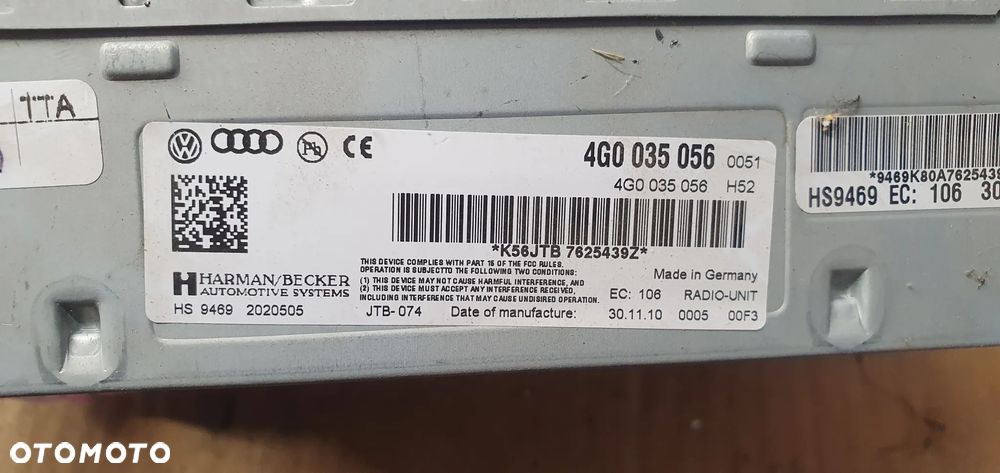 TTA
CE
4G0 035 056 0051
4G0 035 056 H52
*K56JTB 7625439Z*
THIS DEVICE COMPLIES WITH PART 15 OF THE FCC RULES.
OPERATION IS SUBJECTTO THE FOLLOWING TWO CONDITIONS:
(1) THIS DEVICE MAY NOT CAUSE HARMFUL INTERFERENCE, AND
(2) THIS DEVICE MUST ACCEPT ANY INTERFERENCE RECEIVED,
INCLUDING INTERFERENCE THAT MAY CAUSE UNDISIRED OPERATION.
Made in Germany
HARMAN/BECKER
AUTOMOTIVE SYSTEMS
EC: 106 RADIO-UNIT
HS 9469 2020505 JTB-074 Date of manufacture: 30.11.10 0005 00F3
*9469K80A7625439
HS9469 EC: 106 30
OTOMOTO